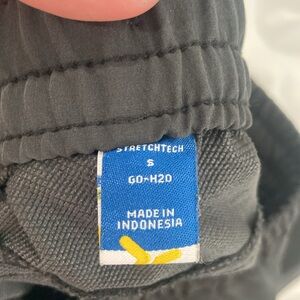 STRETCHTECH
S
GO-H2O
MADE IN
INDONESIA